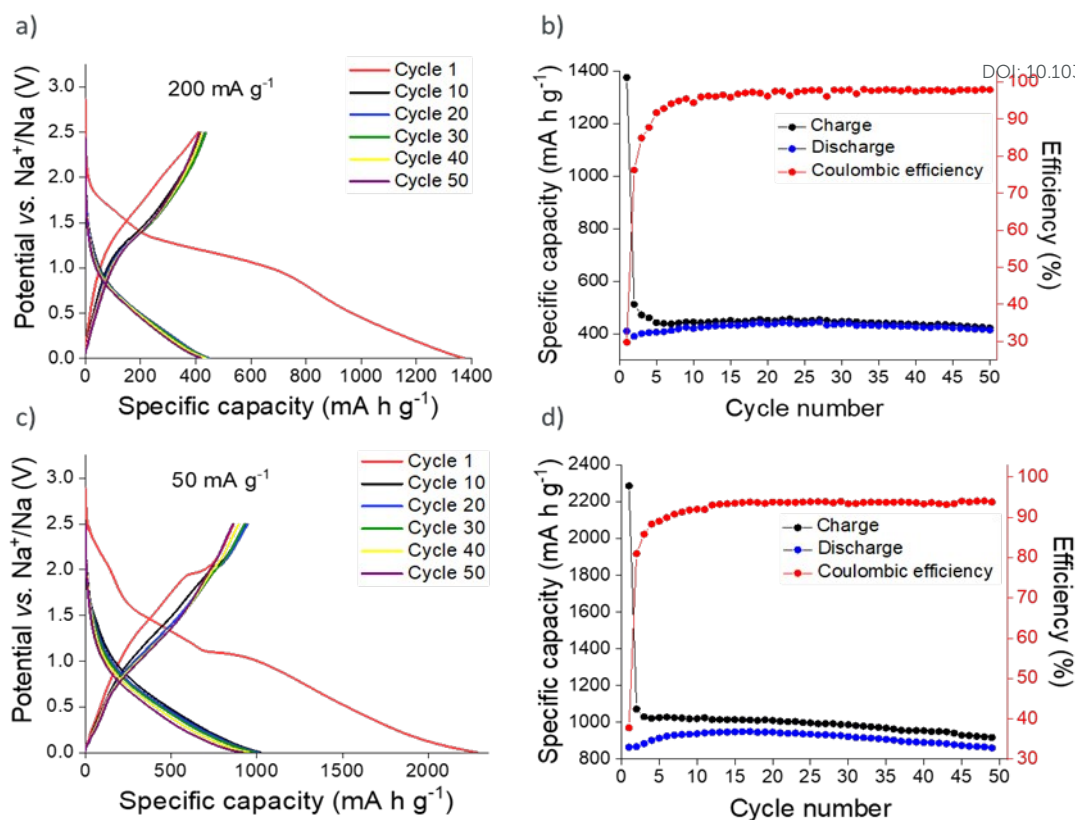 a)
200 mA g⁻¹
Cycle 1
Cycle 10
Cycle 20
Cycle 30
Cycle 40
Cycle 50
Potential vs. Na⁺/Na (V)
3.0
2.5
2.0
1.5
1.0
0.5
0.0
0 200 400 600 800 1000 1200 1400
Specific capacity (mA h g⁻¹)
b)
DOI: 10.103
Charge
Discharge
Coulombic efficiency
Specific capacity (mA h g⁻¹)
1400
1200
1000
800
600
400
Efficiency (%)
100
90
80
70
60
50
40
30
0 5 10 15 20 25 30 35 40 45 50
Cycle number
c)
50 mA g⁻¹
Cycle 1
Cycle 10
Cycle 20
Cycle 30
Cycle 40
Cycle 50
Potential vs. Na⁺/Na (V)
3.0
2.5
2.0
1.5
1.0
0.5
0.0
0 500 1000 1500 2000
Specific capacity (mA h g⁻¹)
d)
Charge
Discharge
Coulombic efficiency
Specific capacity (mA h g⁻¹)
2400
2200
2000
1800
1600
1400
1200
1000
800
Efficiency (%)
100
90
80
70
60
50
40
30
0 5 10 15 20 25 30 35 40 45 50
Cycle number